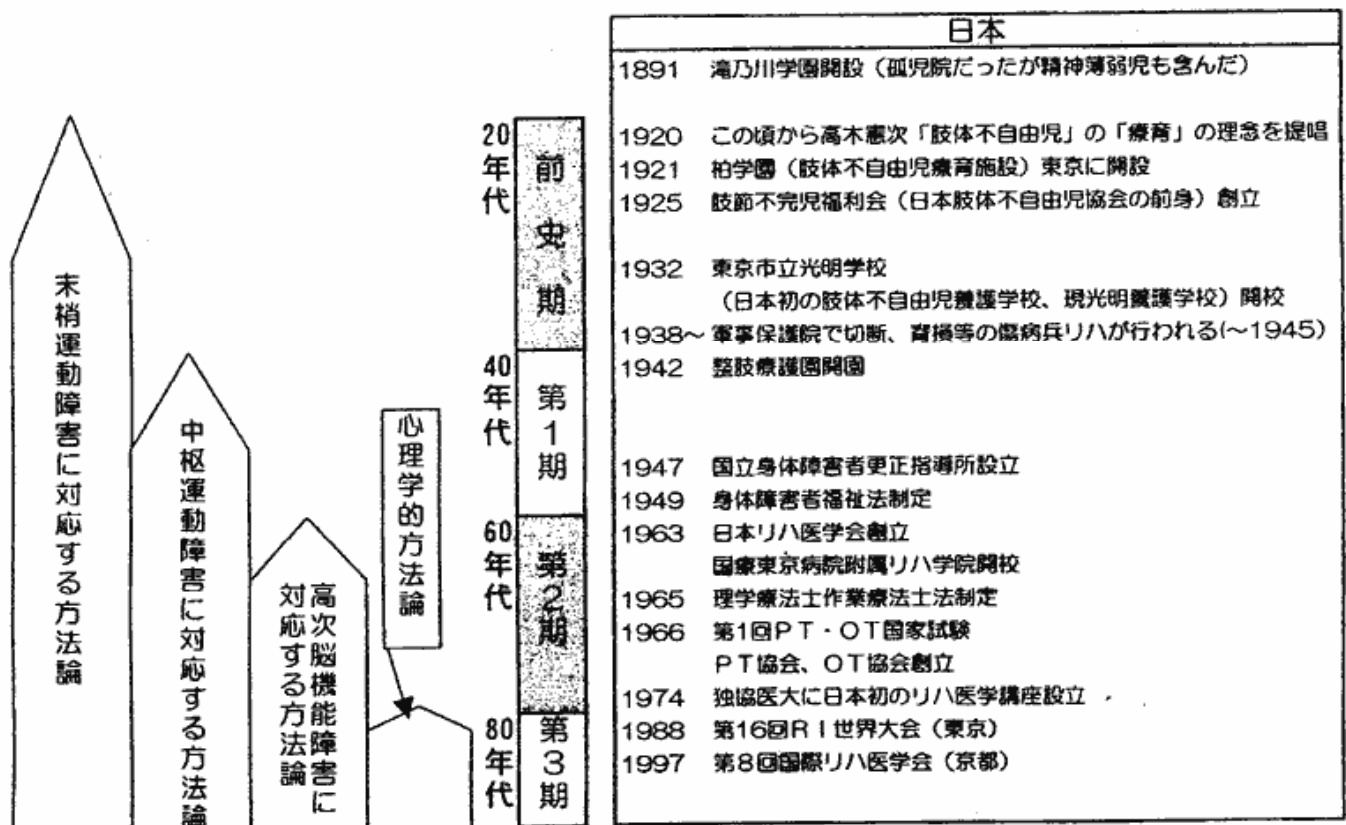 末梢運動障害に対応する方法論
中枢運動障害に対応する方法論
高次脳機能障害に
対応する方法論
心理学的方法論
20年代
40年代
60年代
80年代
前史期
第1期
第2期
第3期
日本
1891 滝乃川学園開設（孤児院だったが精神薄弱児も含んだ）
1920 この頃から高木憲次「肢体不自由児」の「療育」の理念を提唱
1921 柏学園（肢体不自由児療育施設）東京に開設
1925 肢節不完児福利会（日本肢体不自由児協会の前身）創立
1932 東京市立光明学校
（日本初の肢体不自由児養護学校、現光明養護学校）開校
1938～ 軍事保護院で切断、脊損等の傷病兵リハが行われる(～1945)
1942 整肢療護園開園
1947 国立身体障害者更正指導所設立
1949 身体障害者福祉法制定
1963 日本リハ医学会創立
国療東京病院附属リハ学院開校
1965 理学療法士作業療法士法制定
1966 第1回ＰＴ・ＯＴ国家試験
ＰＴ協会、ＯＴ協会創立
1974 独協医大に日本初のリハ医学講座設立
1988 第16回ＲＩ世界大会（東京）
1997 第8回国際リハ医学会（京都）